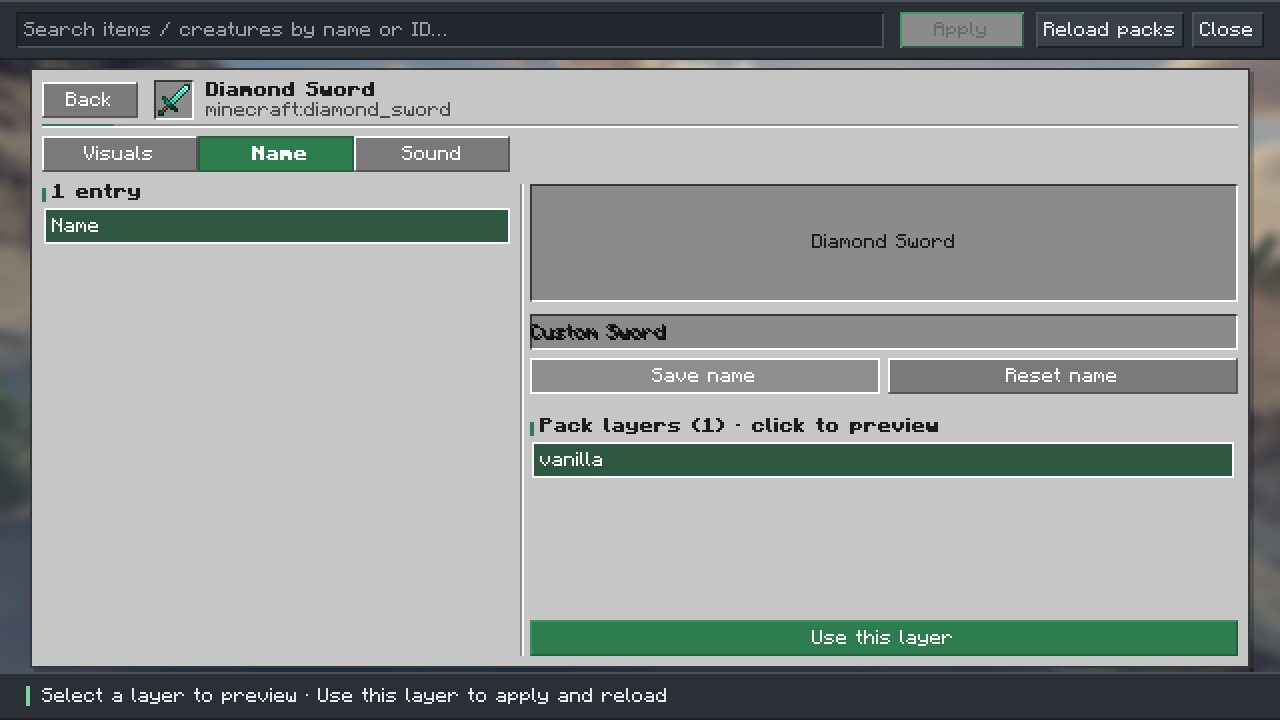 Search items / creatures by name or ID...
Apply
Reload packs
Close
Back
Diamond Sword
minecraft:diamond_sword
Visuals
Name
Sound
1 entry
Name
Diamond Sword
Custom Sword
Save name
Reset name
Pack layers (1) · click to preview
vanilla
Use this layer
Select a layer to preview · Use this layer to apply and reload